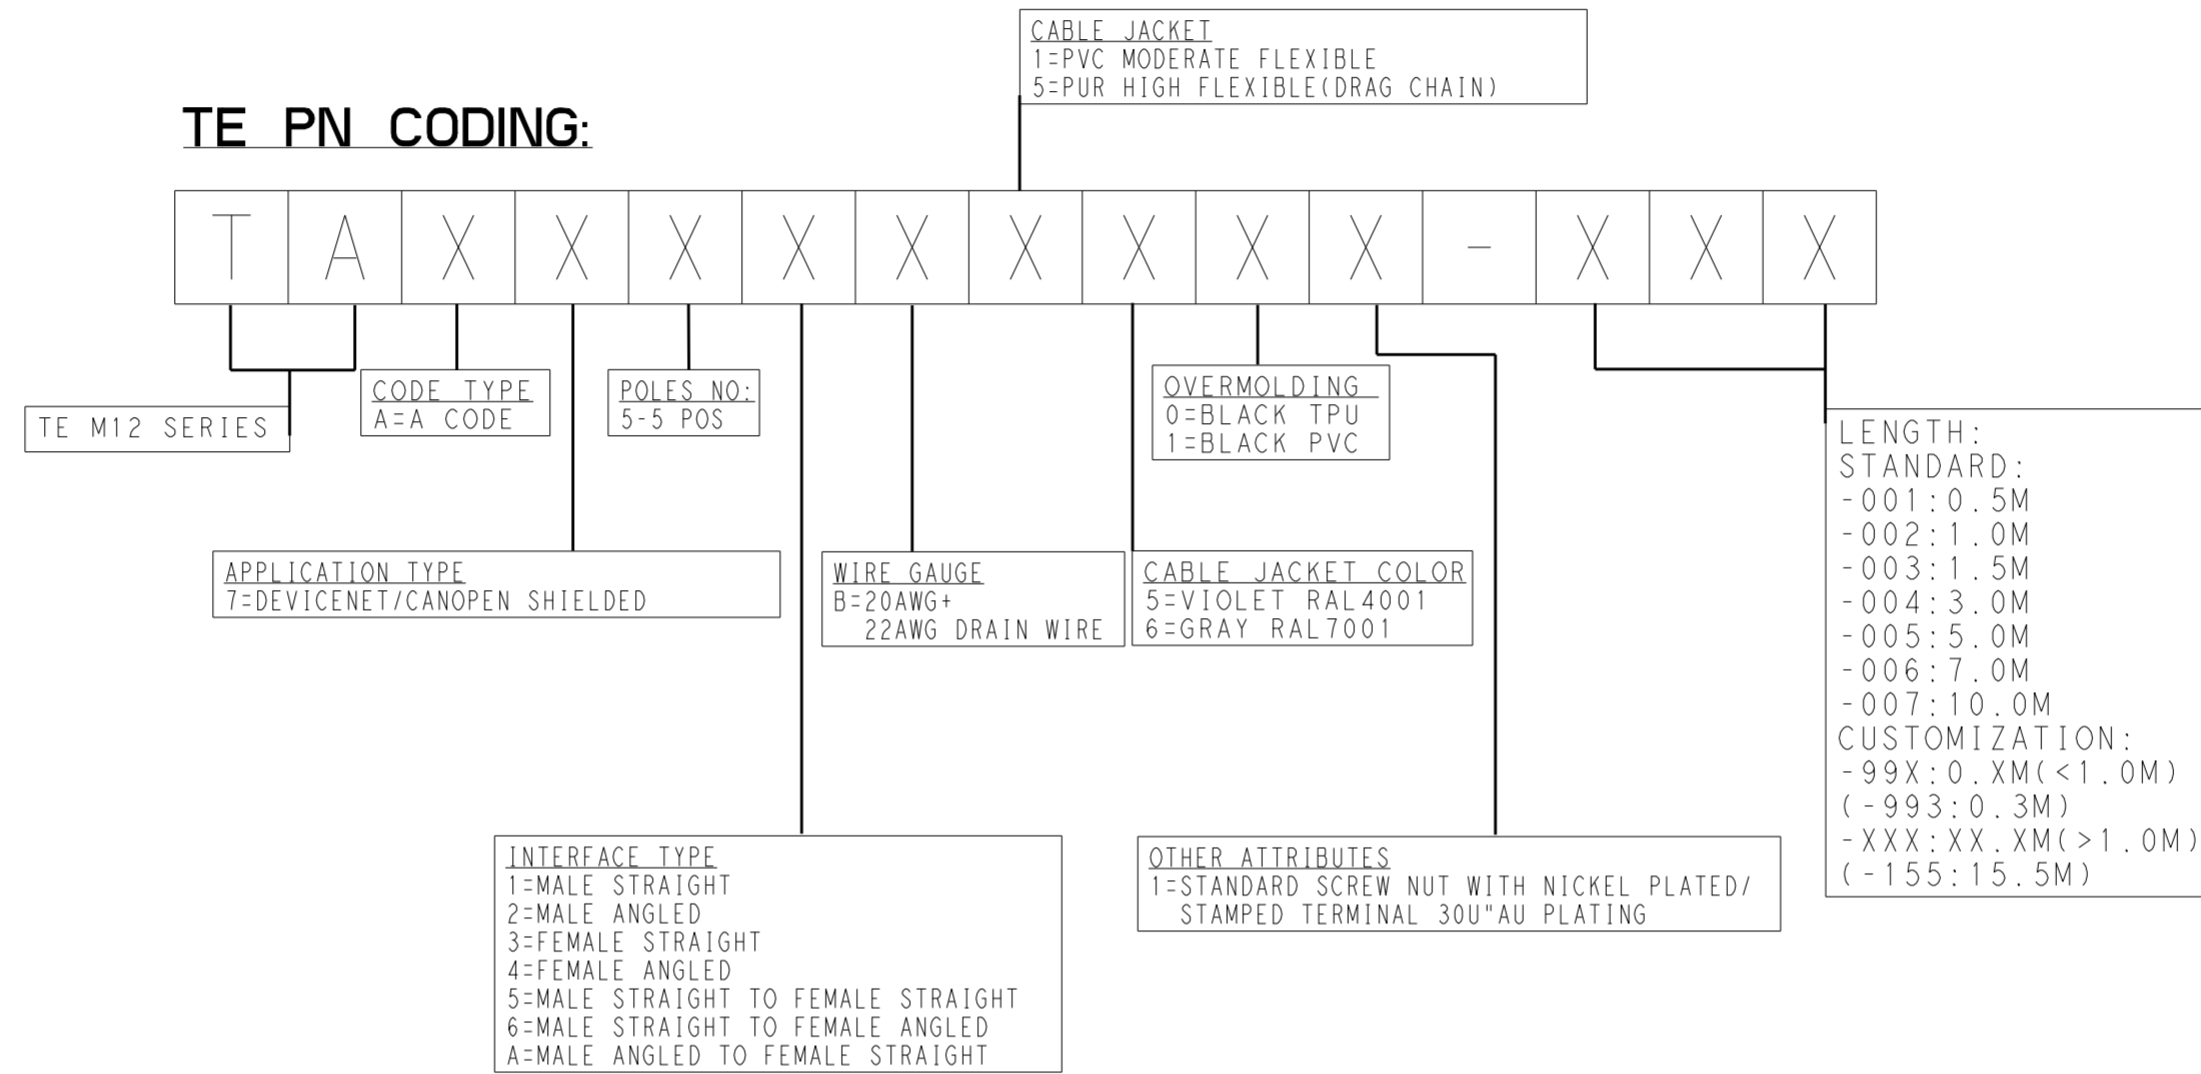 CABLE JACKET
1=PVC MODERATE FLEXIBLE
5=PUR HIGH FLEXIBLE(DRAG CHAIN)
TE PN CODING:
T A X X X X X X X X X - X X X
TE M12 SERIES
CODE TYPE
A=A CODE
POLES NO:
5-5 POS
OVERMOLDING
0=BLACK TPU
1=BLACK PVC
LENGTH:
STANDARD:
-001:0.5M
-002:1.0M
-003:1.5M
-004:3.0M
-005:5.0M
-006:7.0M
-007:10.0M
CUSTOMIZATION:
-99X:0.XM(<1.0M)
(-993:0.3M)
-XXX:XX.XM(>1.0M)
(-155:15.5M)
APPLICATION TYPE
7=DEVICENET/CANOPEN SHIELDED
WIRE GAUGE
B=20AWG+
22AWG DRAIN WIRE
CABLE JACKET COLOR
5=VIOLET RAL4001
6=GRAY RAL7001
INTERFACE TYPE
1=MALE STRAIGHT
2=MALE ANGLED
3=FEMALE STRAIGHT
4=FEMALE ANGLED
5=MALE STRAIGHT TO FEMALE STRAIGHT
6=MALE STRAIGHT TO FEMALE ANGLED
A=MALE ANGLED TO FEMALE STRAIGHT
OTHER ATTRIBUTES
1=STANDARD SCREW NUT WITH NICKEL PLATED/
STAMPED TERMINAL 30U"AU PLATING